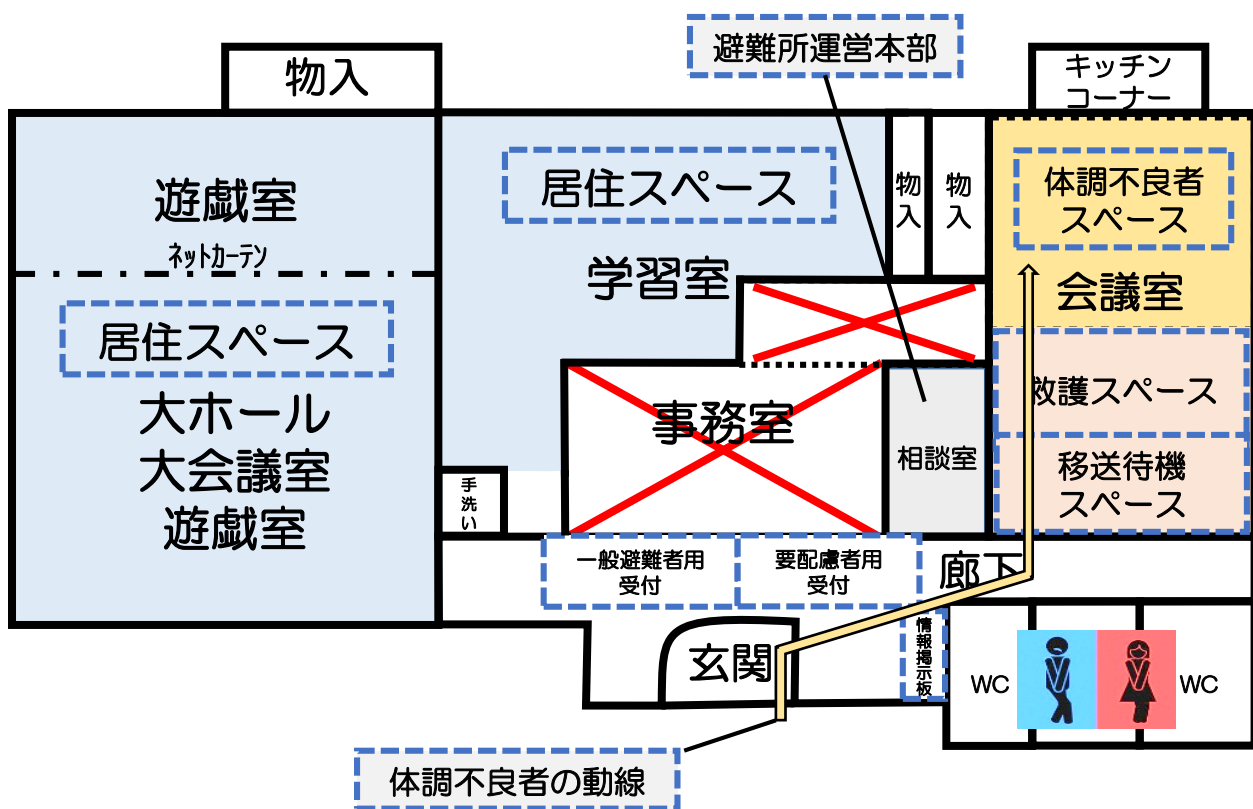 避難所運営本部
物入
キッチン
コーナー
遊戯室
ネットカーテン
居住スペース
学習室
物入
物入
体調不良者
スペース
会議室
居住スペース
大ホール
大会議室
遊戯室
事務室
相談室
救護スペース
移送待機
スペース
手洗い
一般避難者用
受付
要配慮者用
受付
廊下
情報掲示板
玄関
WC
WC
体調不良者の動線